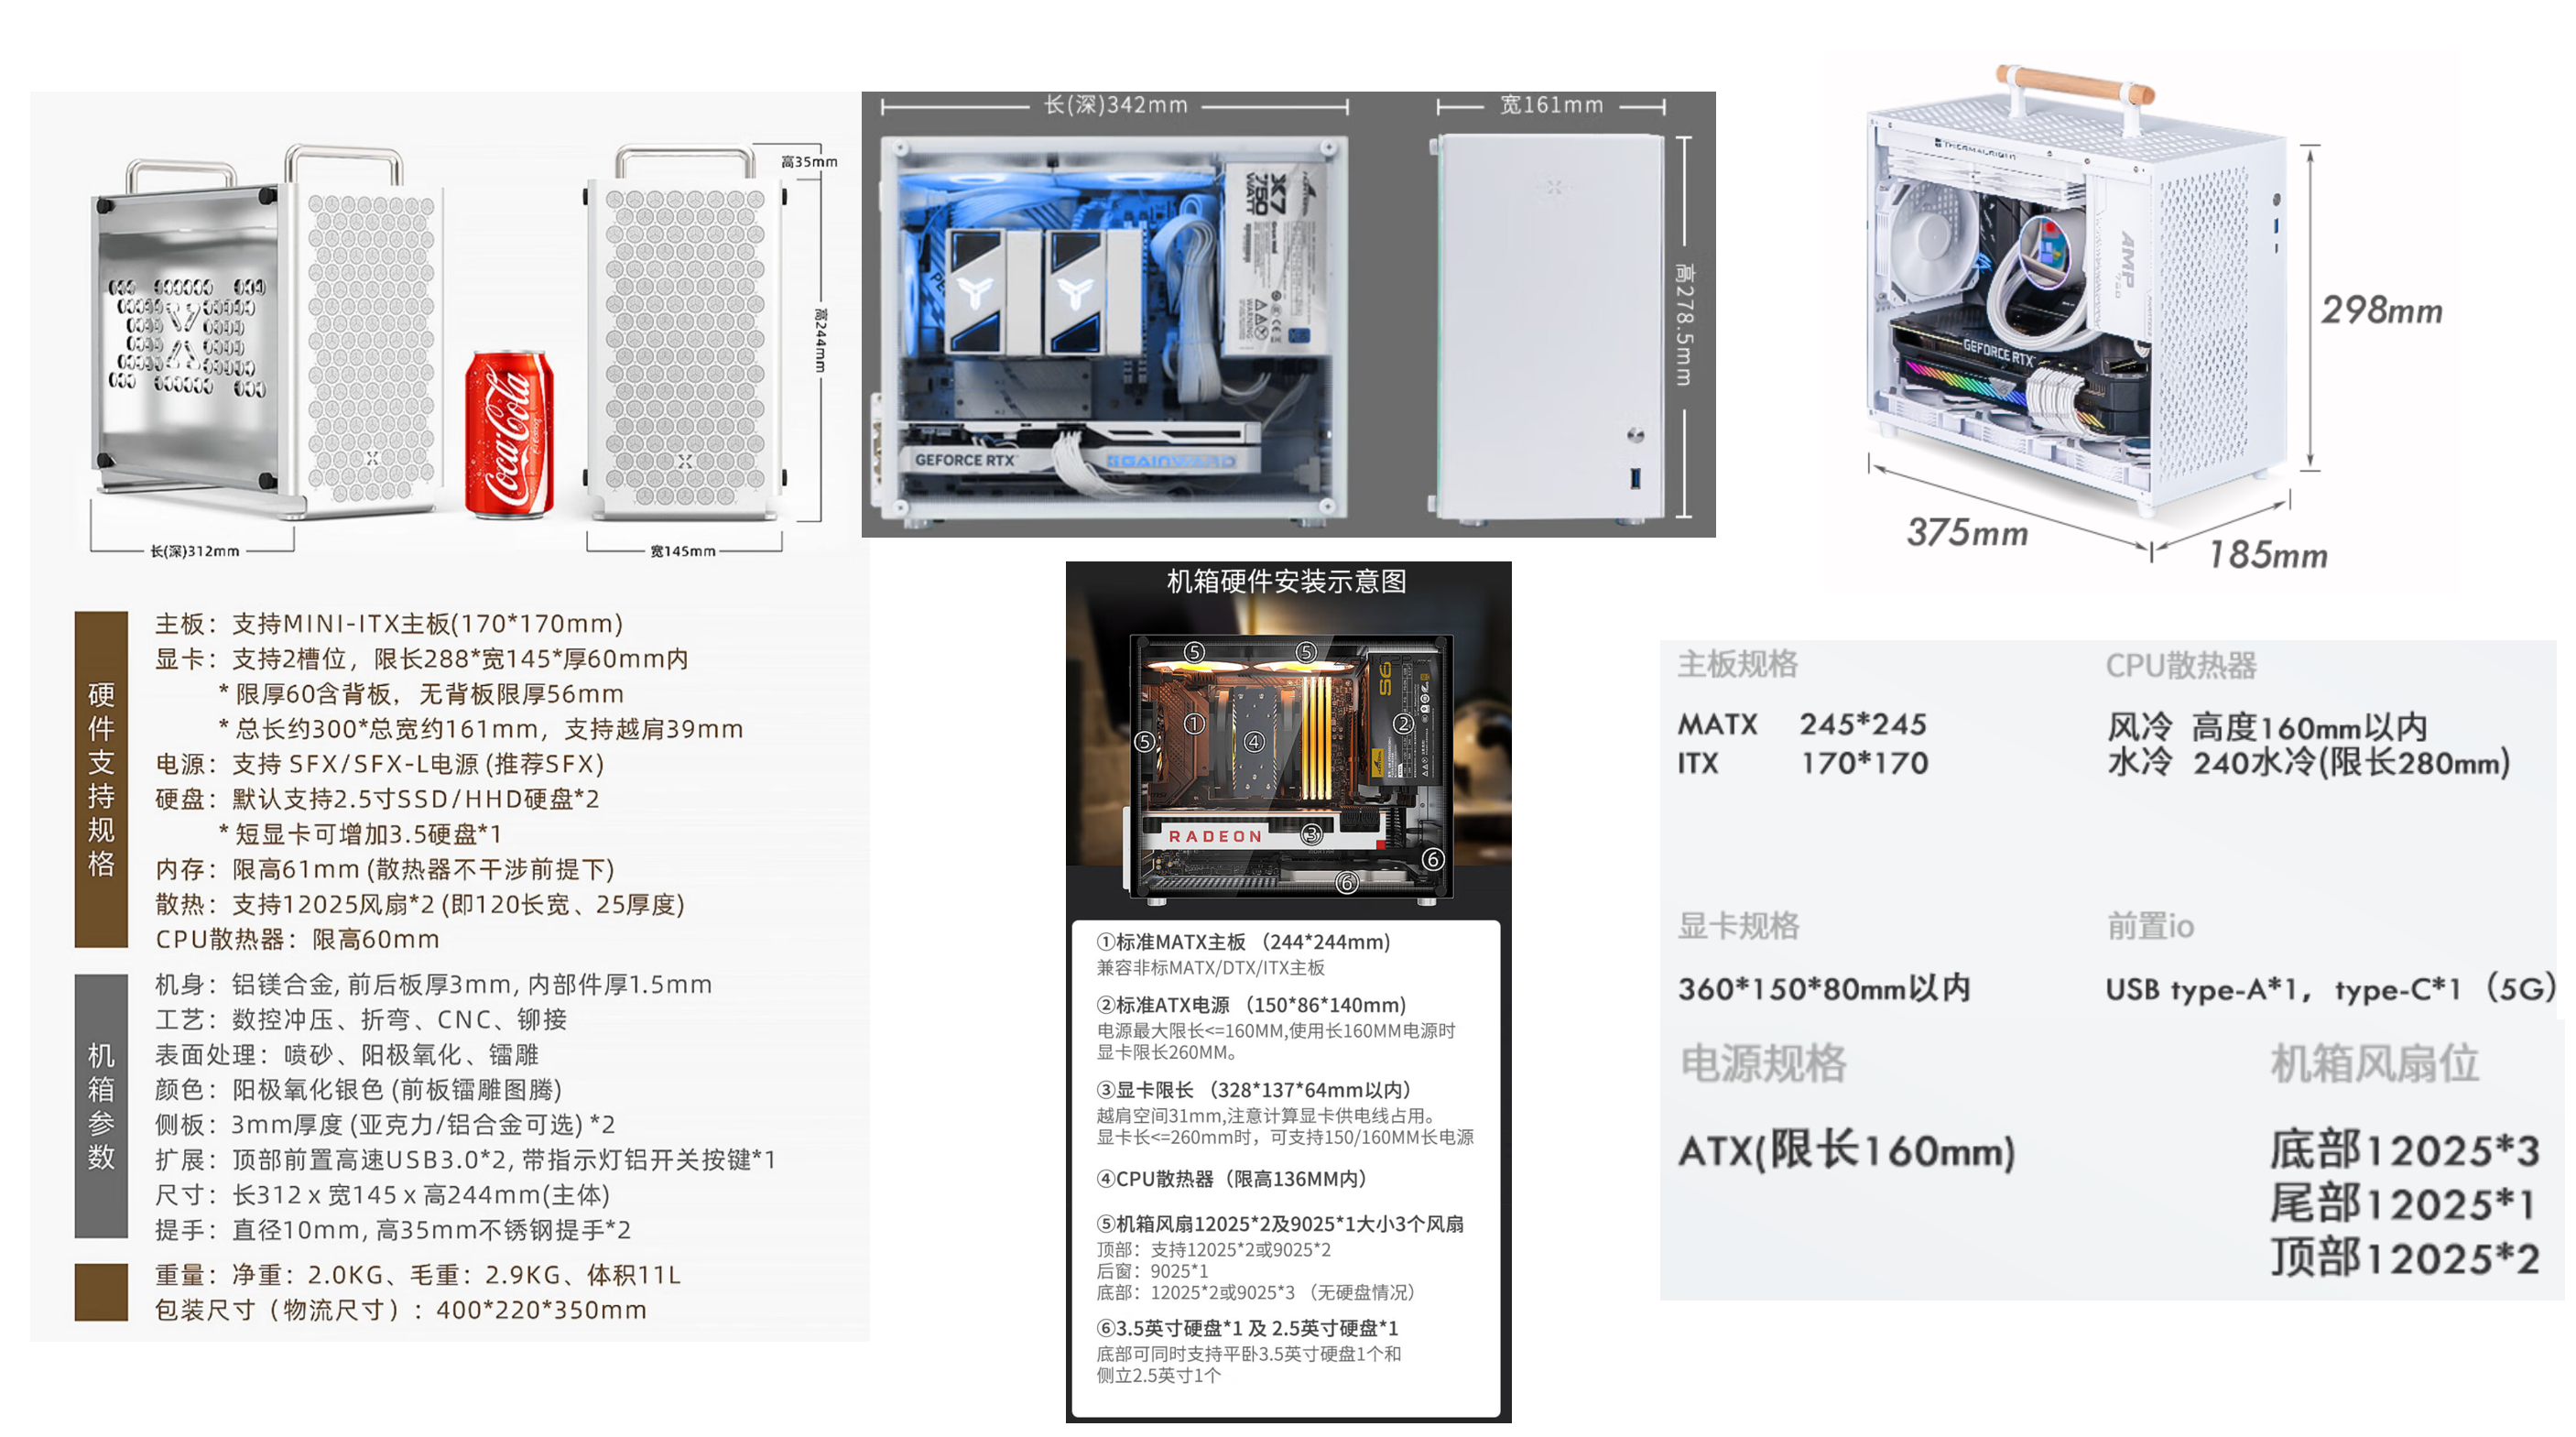 高35mm
高244mm
长(深)312mm
宽145mm
Coca-Cola
硬件支持规格
主板：支持MINI-ITX主板(170*170mm)
显卡：支持2槽位，限长288*宽145*厚60mm内
*限厚60含背板，无背板限厚56mm
*总长约300*总宽约161mm，支持越肩39mm
电源：支持 SFX/SFX-L电源 (推荐SFX)
硬盘：默认支持2.5寸SSD/HHD硬盘*2
*短显卡可增加3.5硬盘*1
内存：限高61mm (散热器不干涉前提下)
散热：支持12025风扇*2 (即120长宽、25厚度)
CPU散热器：限高60mm
机箱参数
机身：铝镁合金, 前后板厚3mm, 内部件厚1.5mm
工艺：数控冲压、折弯、CNC、铆接
表面处理：喷砂、阳极氧化、镭雕
颜色：阳极氧化银色 (前板镭雕图腾)
侧板：3mm厚度 (亚克力/铝合金可选) *2
扩展：顶部前置高速USB3.0*2, 带指示灯铝开关按键*1
尺寸：长312 x 宽145 x 高244mm(主体)
提手：直径10mm, 高35mm不锈钢提手*2
重量：净重：2.0KG、毛重：2.9KG、体积11L
包装尺寸（物流尺寸）: 400*220*350mm
长(深)342mm
宽161mm
高278.5mm
X7
750
WATT
WARNING
GEFORCE RTX
GAINWARD
机箱硬件安装示意图
⑤ ⑤
① ② ④ ⑤
S6
RADEON ③
⑥ ⑥
①标准MATX主板 （244*244mm)
兼容非标MATX/DTX/ITX主板
②标准ATX电源 （150*86*140mm)
电源最大限长<=160MM,使用长160MM电源时
显卡限长260MM。
③显卡限长 （328*137*64mm以内）
越肩空间31mm,注意计算显卡供电线占用。
显卡长<=260mm时，可支持150/160MM长电源
④CPU散热器（限高136MM内）
⑤机箱风扇12025*2及9025*1大小3个风扇
顶部：支持12025*2或9025*2
后窗：9025*1
底部：12025*2或9025*3 （无硬盘情况）
⑥3.5英寸硬盘*1 及 2.5英寸硬盘*1
底部可同时支持平卧3.5英寸硬盘1个和
侧立2.5英寸1个
THERMALRIGHT
AMP
750
GEFORCE RTX
298mm
375mm
185mm
主板规格
MATX 245*245
ITX 170*170
CPU散热器
风冷 高度160mm以内
水冷 240水冷(限长280mm)
显卡规格
360*150*80mm以内
前置io
USB type-A*1，type-C*1（5G）
电源规格
ATX(限长160mm)
机箱风扇位
底部12025*3
尾部12025*1
顶部12025*2